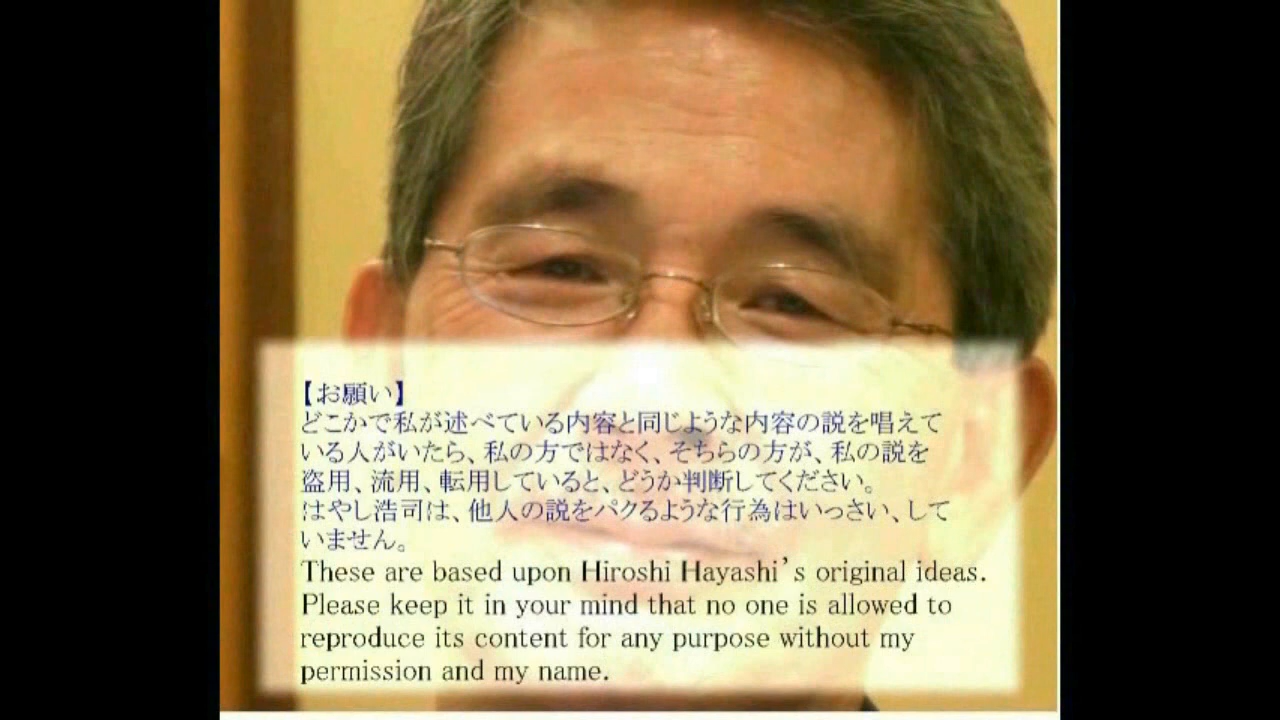 【お願い】
どこかで私が述べている内容と同じような内容の説を唱えて
いる人がいたら、私の方ではなく、そちらの方が、私の説を
盗用、流用、転用していると、どうか判断してください。
はやし浩司は、他人の説をパクるような行為はいっさい、して
いません。
These are based upon Hiroshi Hayashi’s original ideas.
Please keep it in your mind that no one is allowed to
reproduce its content for any purpose without my
permission and my name.